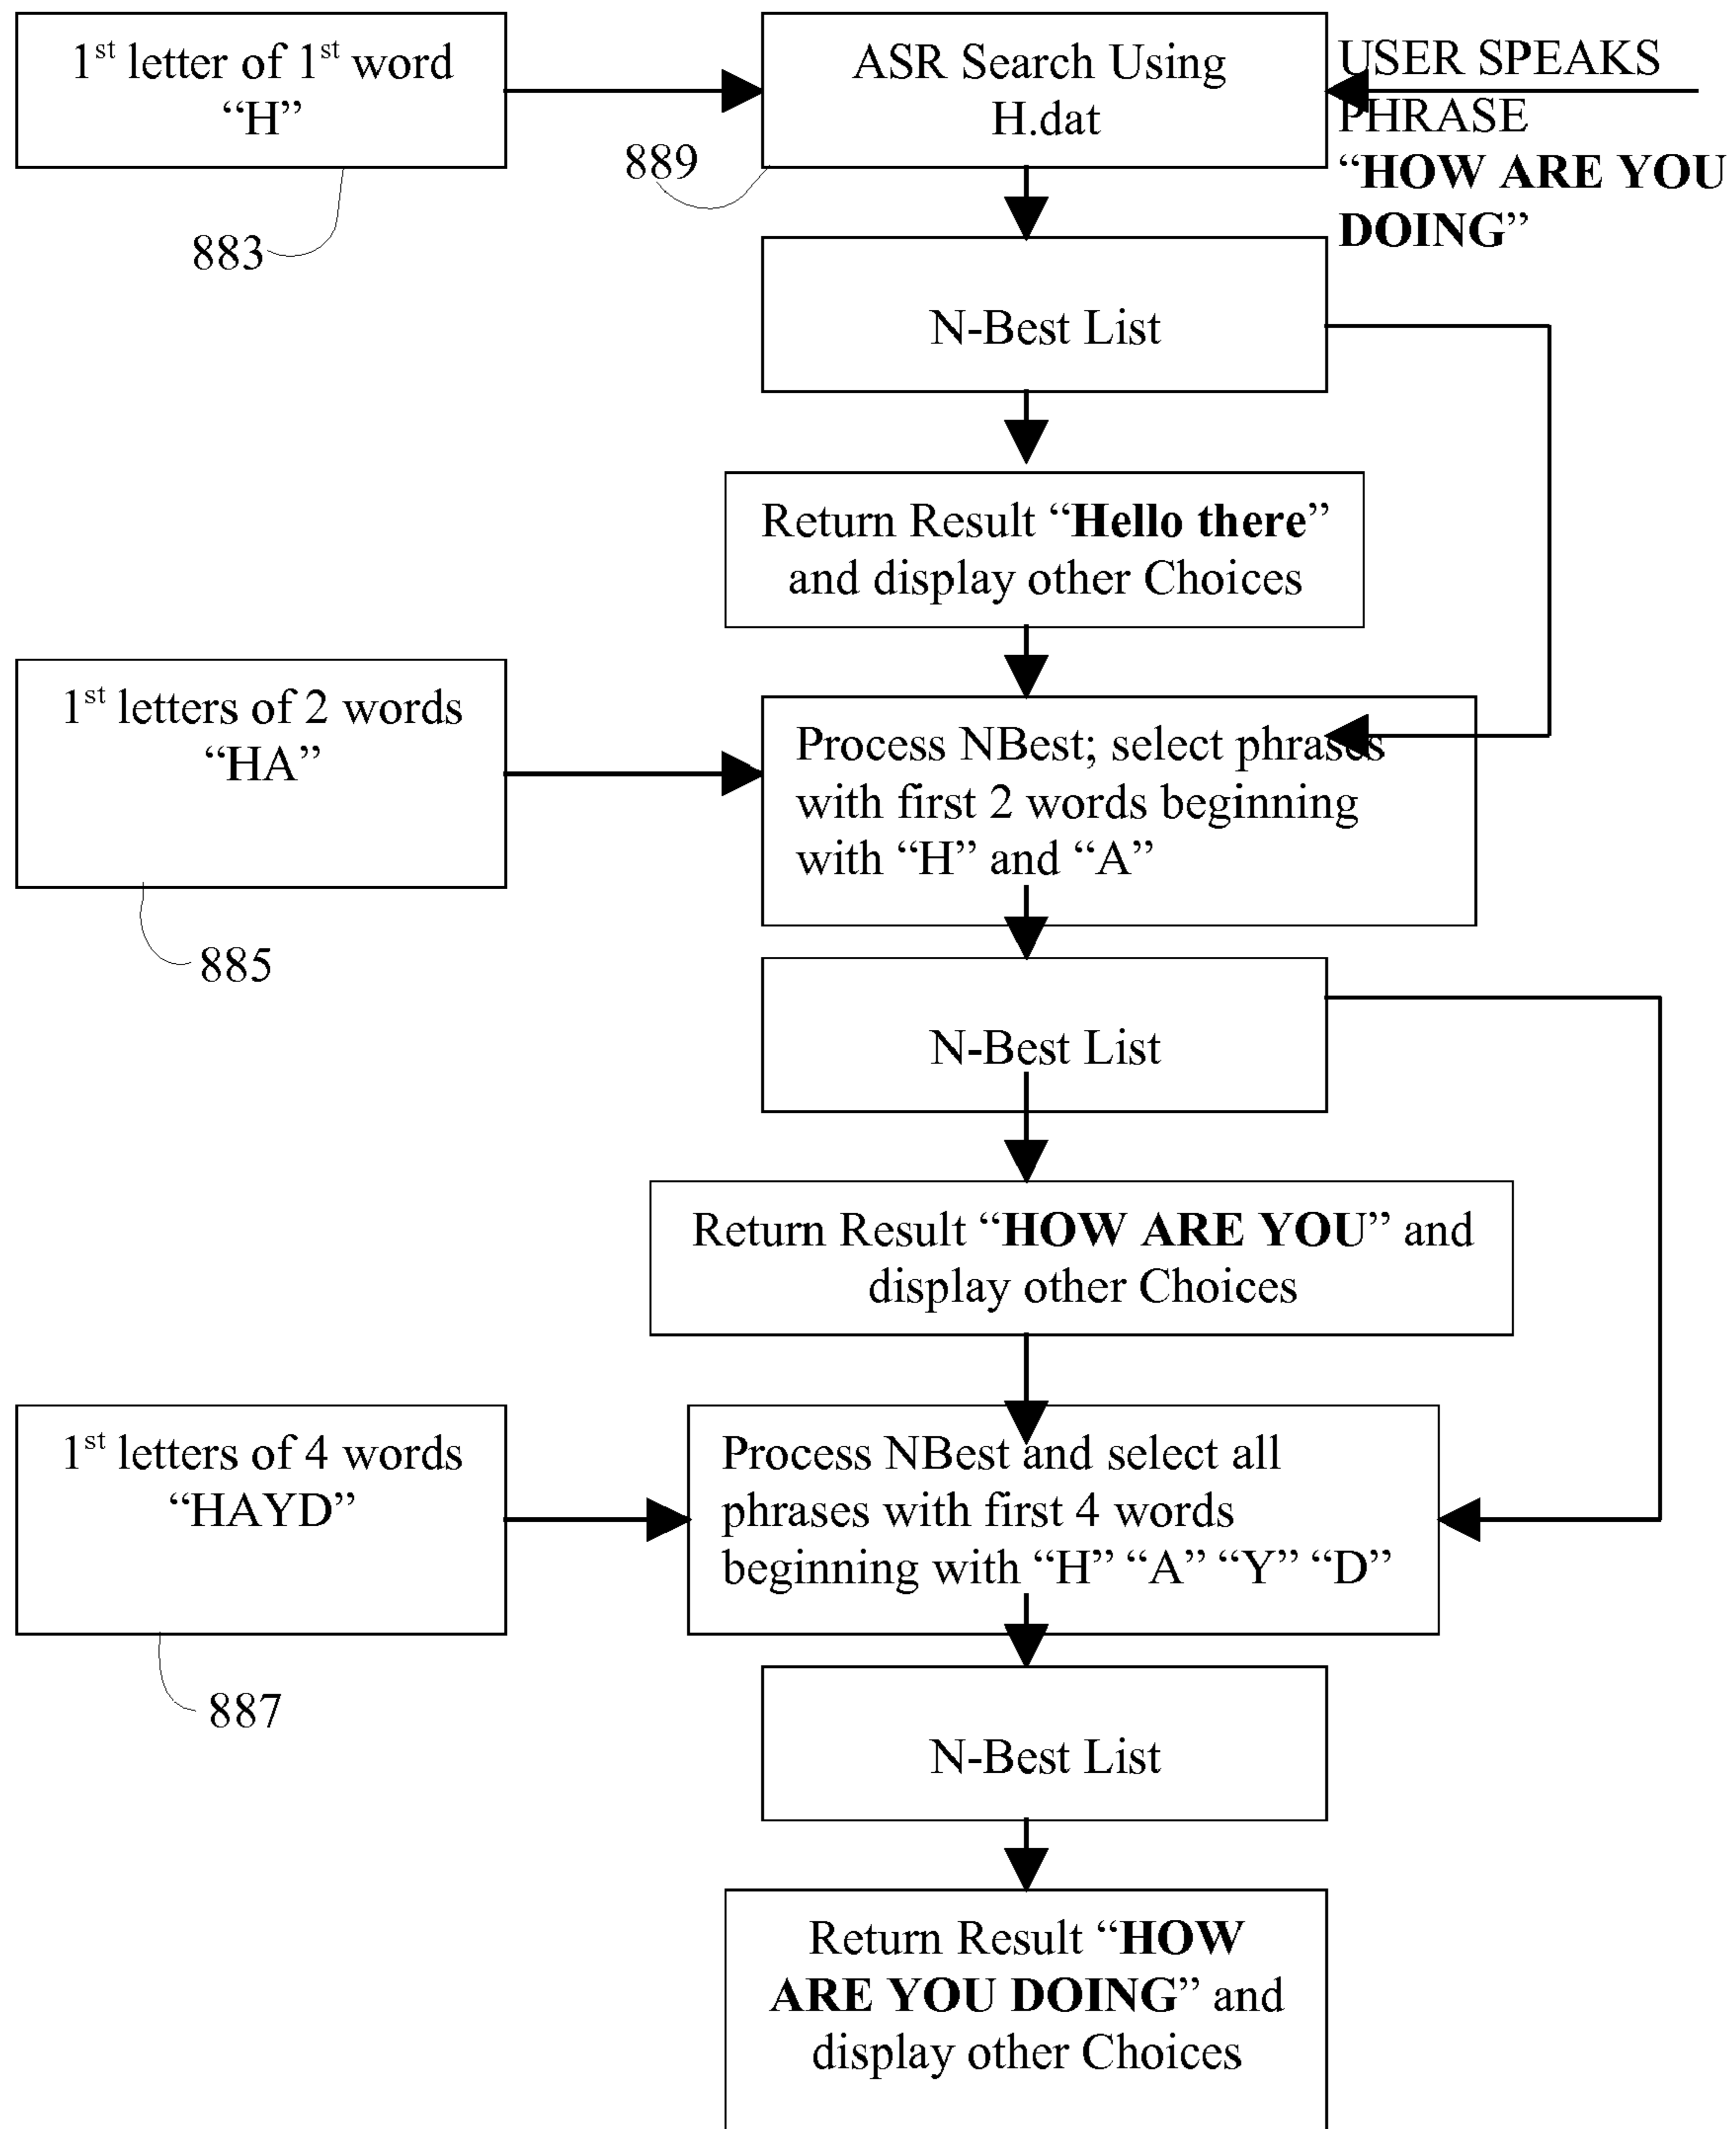 1st letter of 1st word
“H”
883
ASR Search Using
H.dat
889
USER SPEAKS
PHRASE
“HOW ARE YOU
DOING”
N-Best List
Return Result “Hello there”
and display other Choices
1st letters of 2 words
“HA”
885
Process NBest; select phrases
with first 2 words beginning
with “H” and “A”
N-Best List
Return Result “HOW ARE YOU” and
display other Choices
1st letters of 4 words
“HAYD”
887
Process NBest and select all
phrases with first 4 words
beginning with “H” “A” “Y” “D”
N-Best List
Return Result “HOW
ARE YOU DOING” and
display other Choices